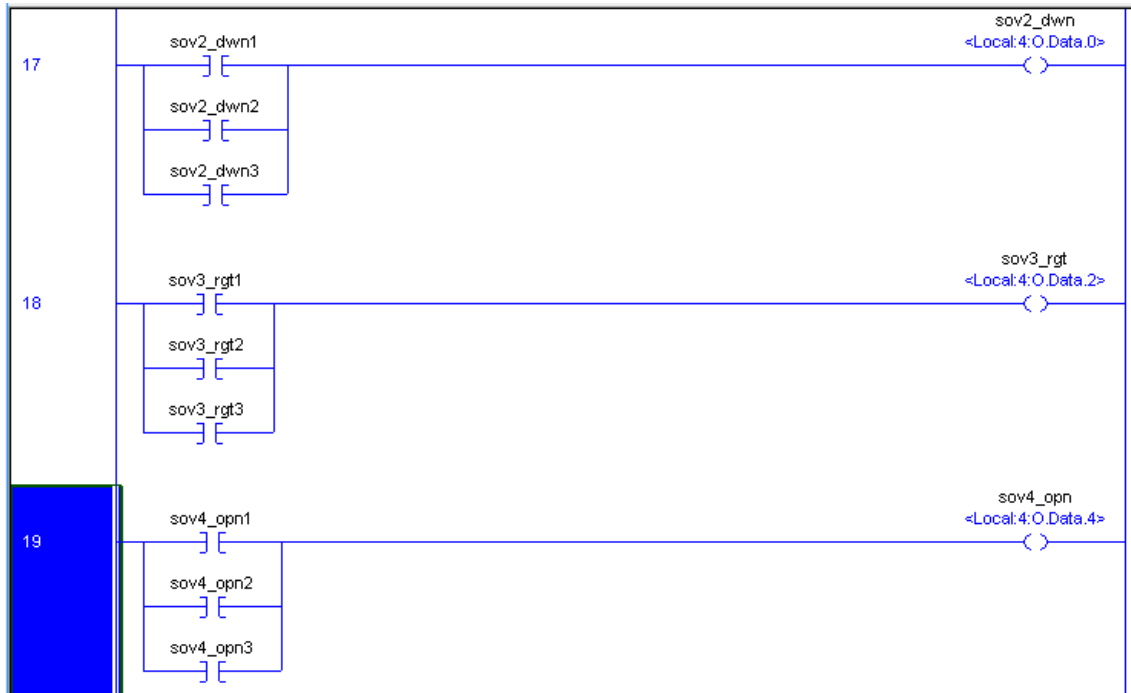 sov2_dwn
sov2_dwn1
<Local:4:O.Data.0>
17
sov2_dwn2
sov2_dwn3
sov3_rgt
sov3_rgt1
<Local:4:O.Data.2>
18
sov3_rgt2
sov3_rgt3
sov4_opn
sov4_opn1
<Local:4:O.Data.4>
19
sov4_opn2
sov4_opn3